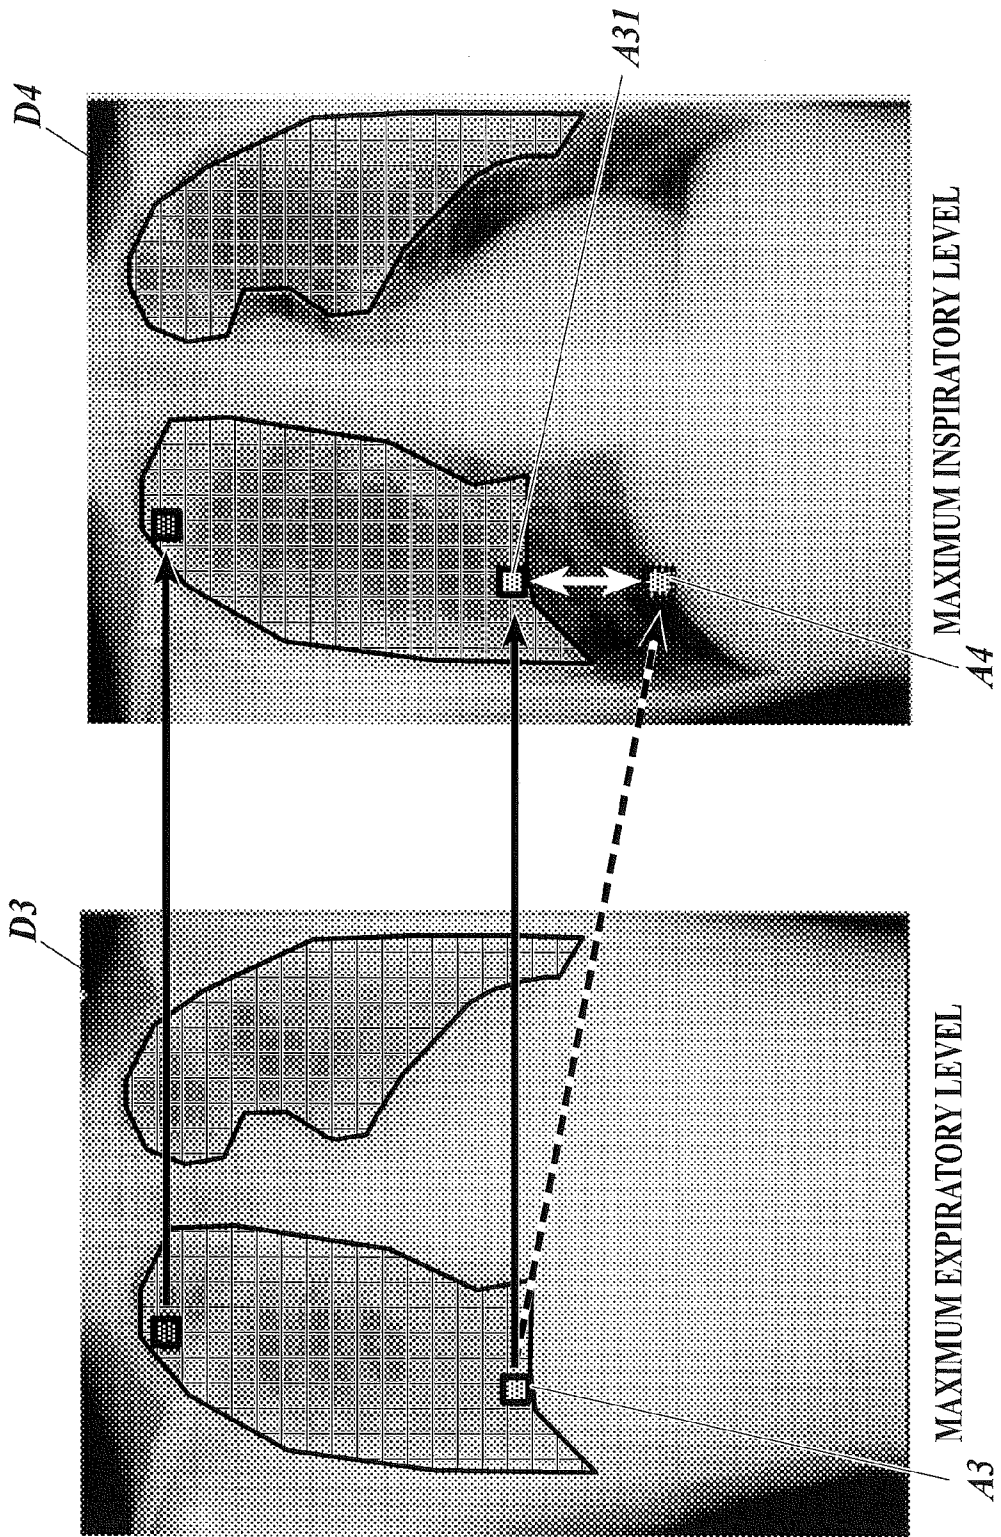 D3
D4
A31
A3
A4
MAXIMUM EXPIRATORY LEVEL
MAXIMUM INSPIRATORY LEVEL